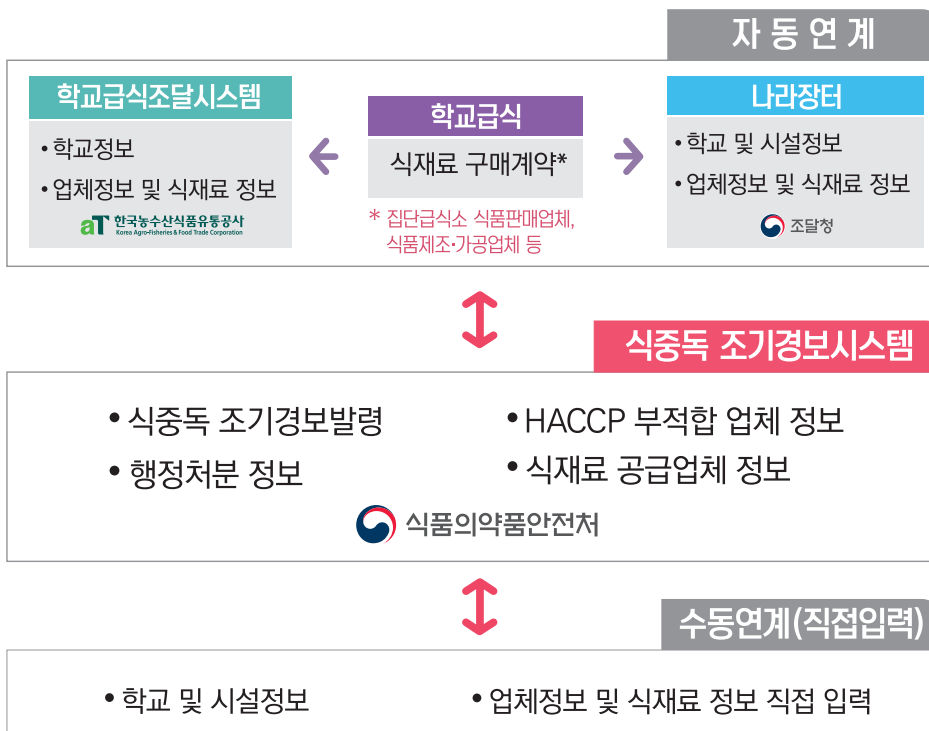 자 동 연 계
학교급식조달시스템
• 학교정보
• 업체정보 및 식재료 정보
aT 한국농수산식품유통공사
Korea Agro-Fisheries & Food Trade Corporation
학교급식
식재료 구매계약*
* 집단급식소 식품판매업체,
식품제조·가공업체 등
나라장터
• 학교 및 시설정보
• 업체정보 및 식재료 정보
조달청
식중독 조기경보시스템
• 식중독 조기경보발령
• HACCP 부적합 업체 정보
• 행정처분 정보
• 식재료 공급업체 정보
식품의약품안전처
수동연계(직접입력)
• 학교 및 시설정보
• 업체정보 및 식재료 정보 직접 입력